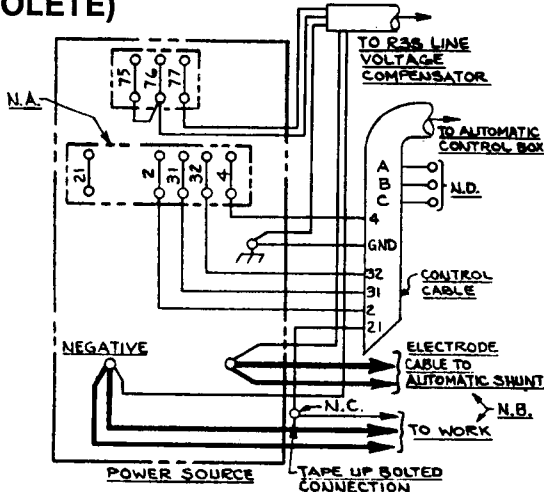 OLETE)
TO R3S LINE
VOLTAGE
COMPENSATOR
75
76
77
N.A.
TO AUTOMATIC
CONTROL BOX
21
2
31
32
4
A
B
C
N.D.
4
GND
32
31
2
21
CONTROL
CABLE
NEGATIVE
ELECTRODE
CABLE TO
AUTOMATIC SHUNT
N.C.
N.B.
TO WORK
POWER SOURCE
TAPE UP BOLTED
CONNECTION